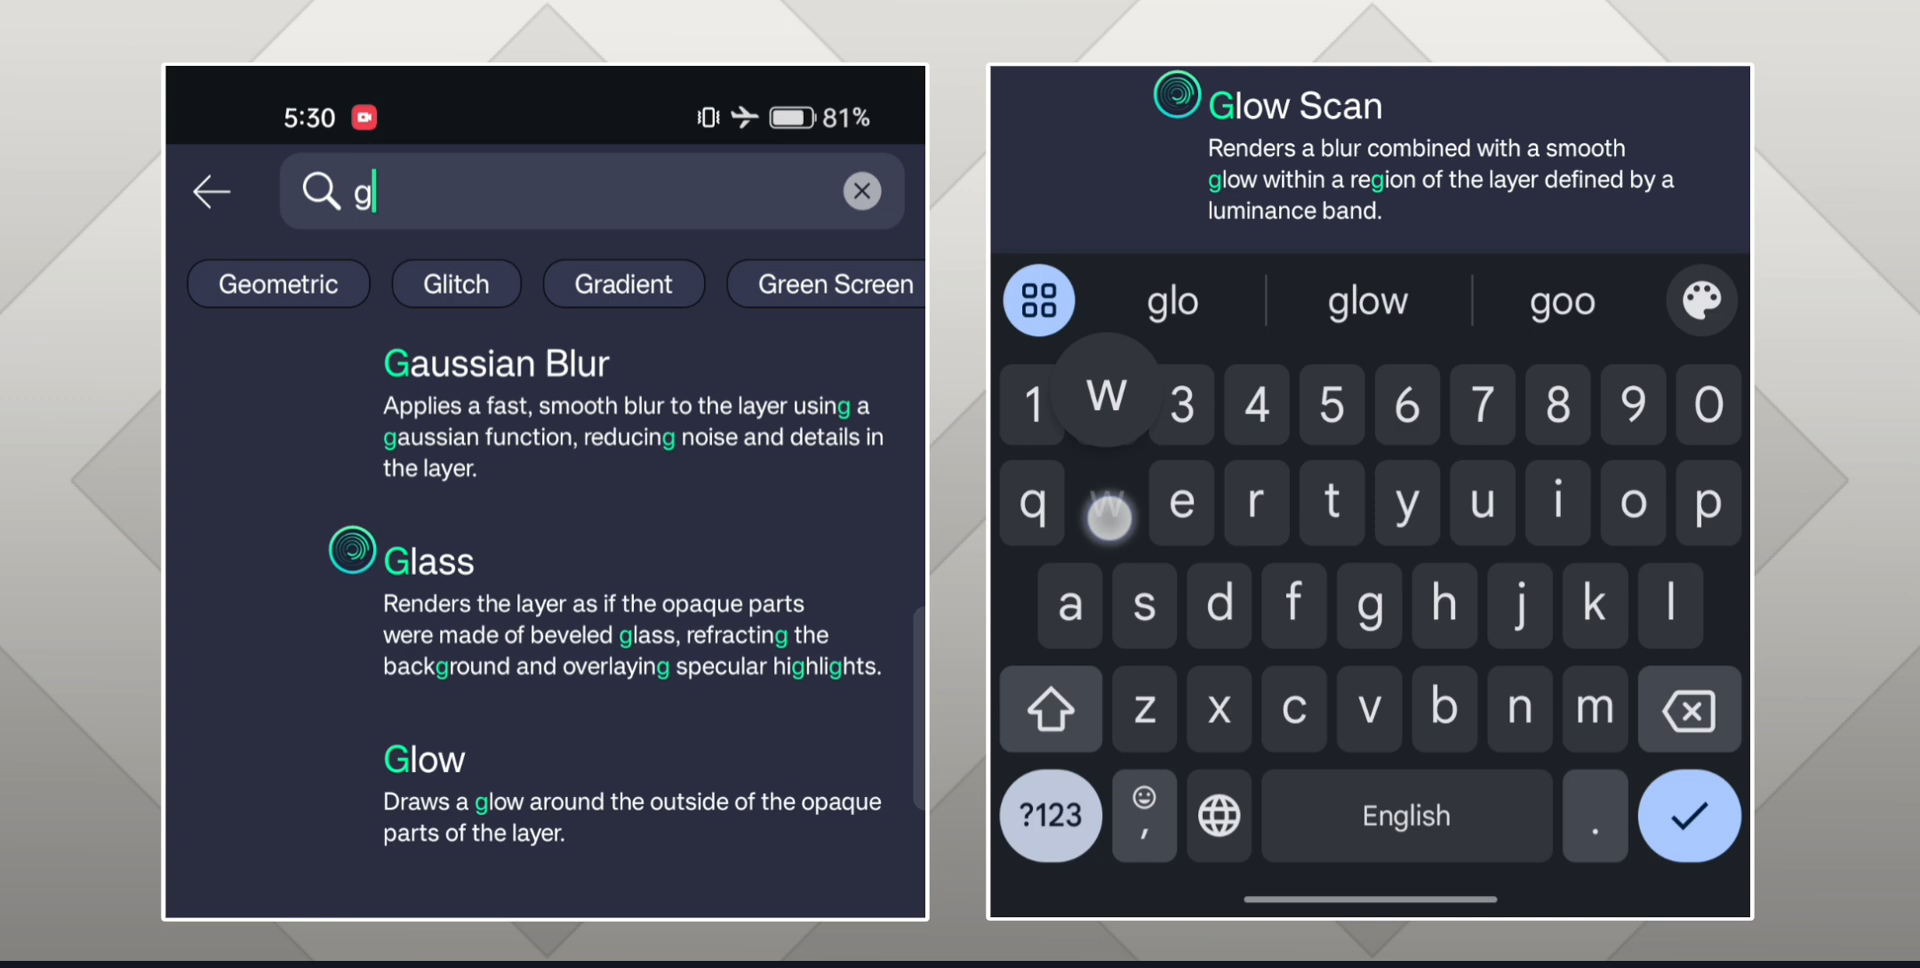 5:30
81%
g
Geometric
Glitch
Gradient
Green Screen
Gaussian Blur
Applies a fast, smooth blur to the layer using a
gaussian function, reducing noise and details in
the layer.
Glass
Renders the layer as if the opaque parts
were made of beveled glass, refracting the
background and overlaying specular highlights.
Glow
Draws a glow around the outside of the opaque
parts of the layer.
Glow Scan
Renders a blur combined with a smooth
glow within a region of the layer defined by a
luminance band.
glo
glow
goo
1 w 3 4 5 6 7 8 9 0
q w e r t y u i o p
a s d f g h j k l
z x c v b n m
?123 , English .